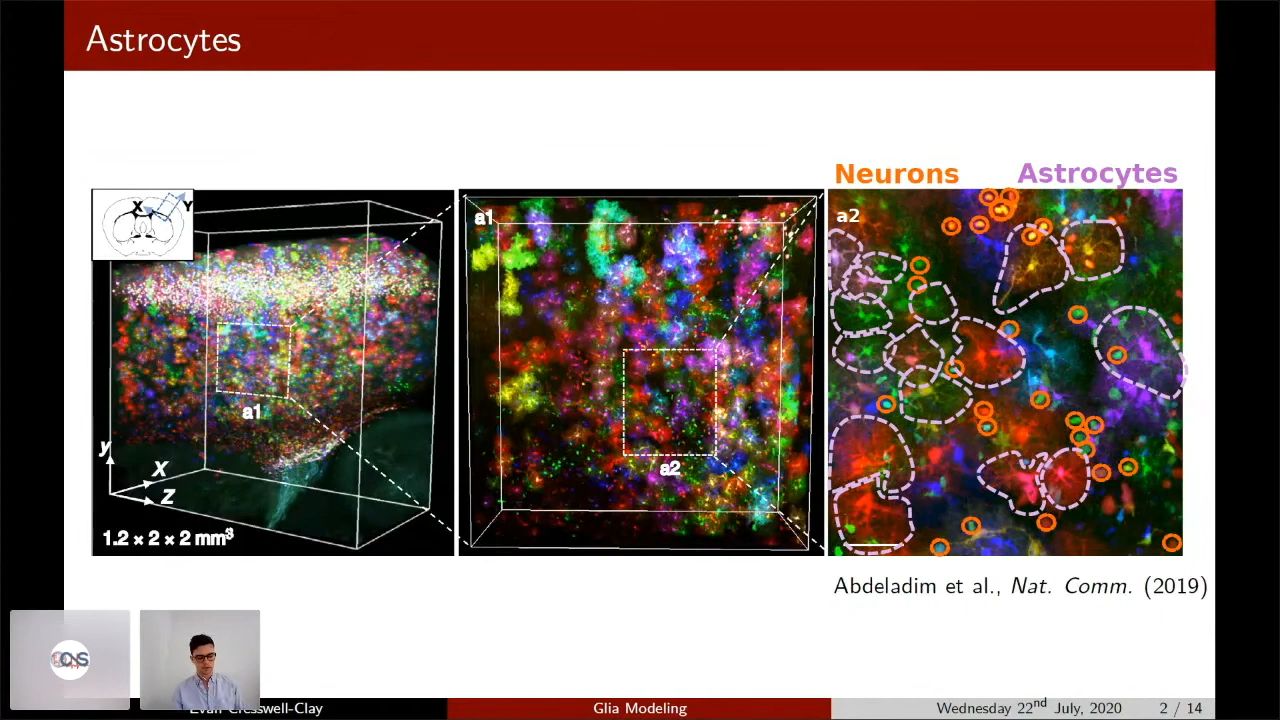 Astrocytes
Neurons
Astrocytes
X
Y
a1
a2
a1
a2
y
X
Z
1.2 × 2 × 2 mm³
Abdeladim et al., Nat. Comm. (2019)
CNS
Evan Cresswell-Clay
Glia Modeling
Wednesday 22nd July, 2020
2 / 14